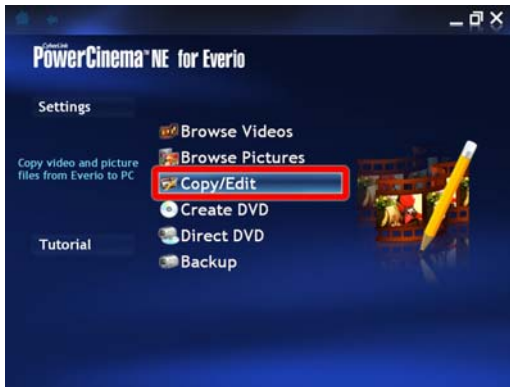 CyberLink
PowerCinema™ NE for Everio
Settings
Browse Videos
Browse Pictures
Copy video and picture
files from Everio to PC
Copy/Edit
Create DVD
Direct DVD
Tutorial
Backup